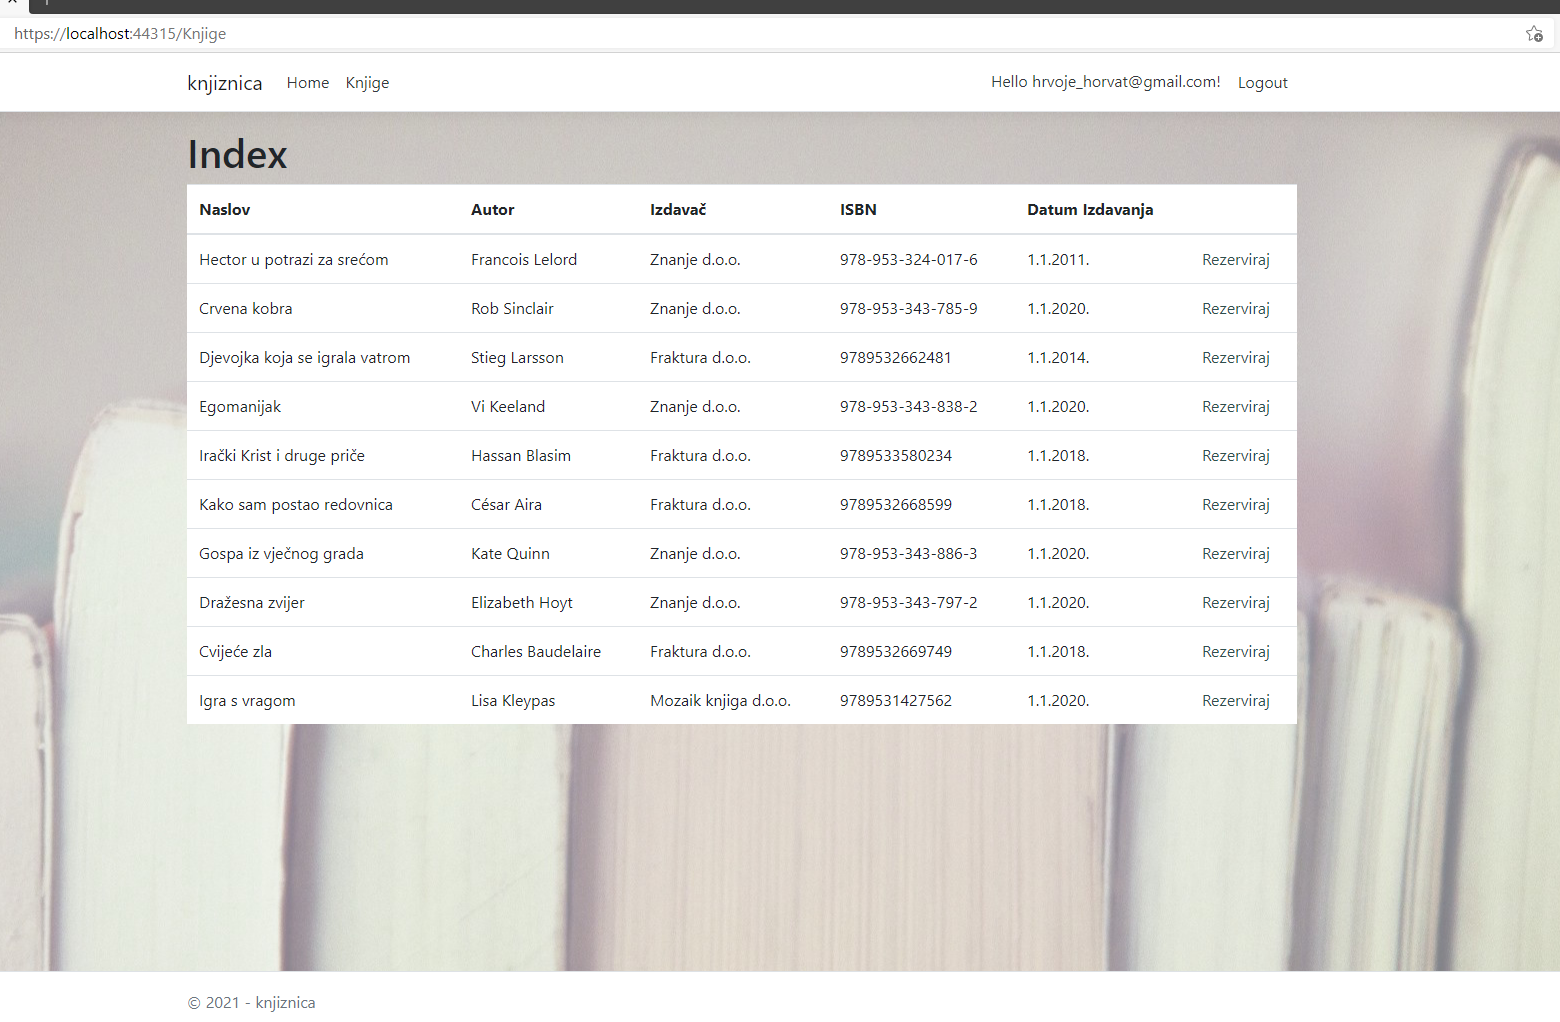 https://localhost:44315/Knjige
knjiznica Home Knjige Hello hrvoje_horvat@gmail.com! Logout
Index
Naslov Autor Izdavač ISBN Datum Izdavanja
Hector u potrazi za srećom Francois Lelord Znanje d.o.o. 978-953-324-017-6 1.1.2011. Rezerviraj
Crvena kobra Rob Sinclair Znanje d.o.o. 978-953-343-785-9 1.1.2020. Rezerviraj
Djevojka koja se igrala vatrom Stieg Larsson Fraktura d.o.o. 9789532662481 1.1.2014. Rezerviraj
Egomanijak Vi Keeland Znanje d.o.o. 978-953-343-838-2 1.1.2020. Rezerviraj
Irački Krist i druge priče Hassan Blasim Fraktura d.o.o. 9789533580234 1.1.2018. Rezerviraj
Kako sam postao redovnica César Aira Fraktura d.o.o. 9789532668599 1.1.2018. Rezerviraj
Gospa iz vječnog grada Kate Quinn Znanje d.o.o. 978-953-343-886-3 1.1.2020. Rezerviraj
Dražesna zvijer Elizabeth Hoyt Znanje d.o.o. 978-953-343-797-2 1.1.2020. Rezerviraj
Cvijeće zla Charles Baudelaire Fraktura d.o.o. 9789532669749 1.1.2018. Rezerviraj
Igra s vragom Lisa Kleypas Mozaik knjiga d.o.o. 9789531427562 1.1.2020. Rezerviraj
© 2021 - knjiznica